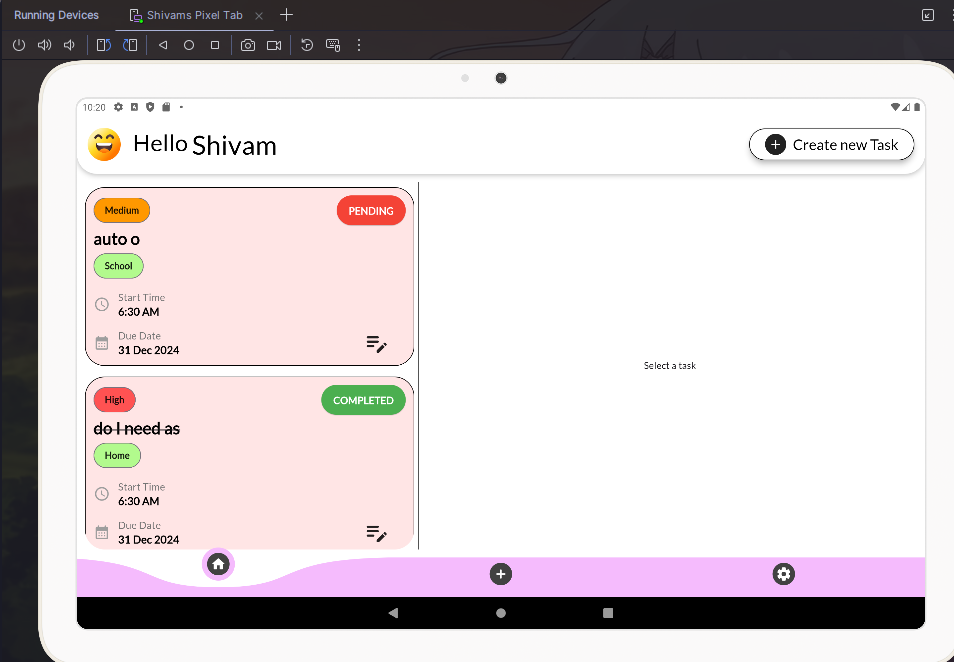 Running Devices
Shivams Pixel Tab
10:20
Hello Shivam
Create new Task
Medium
PENDING
auto o
School
Start Time
6:30 AM
Due Date
31 Dec 2024
High
COMPLETED
do I need as
Home
Start Time
6:30 AM
Due Date
31 Dec 2024
Select a task